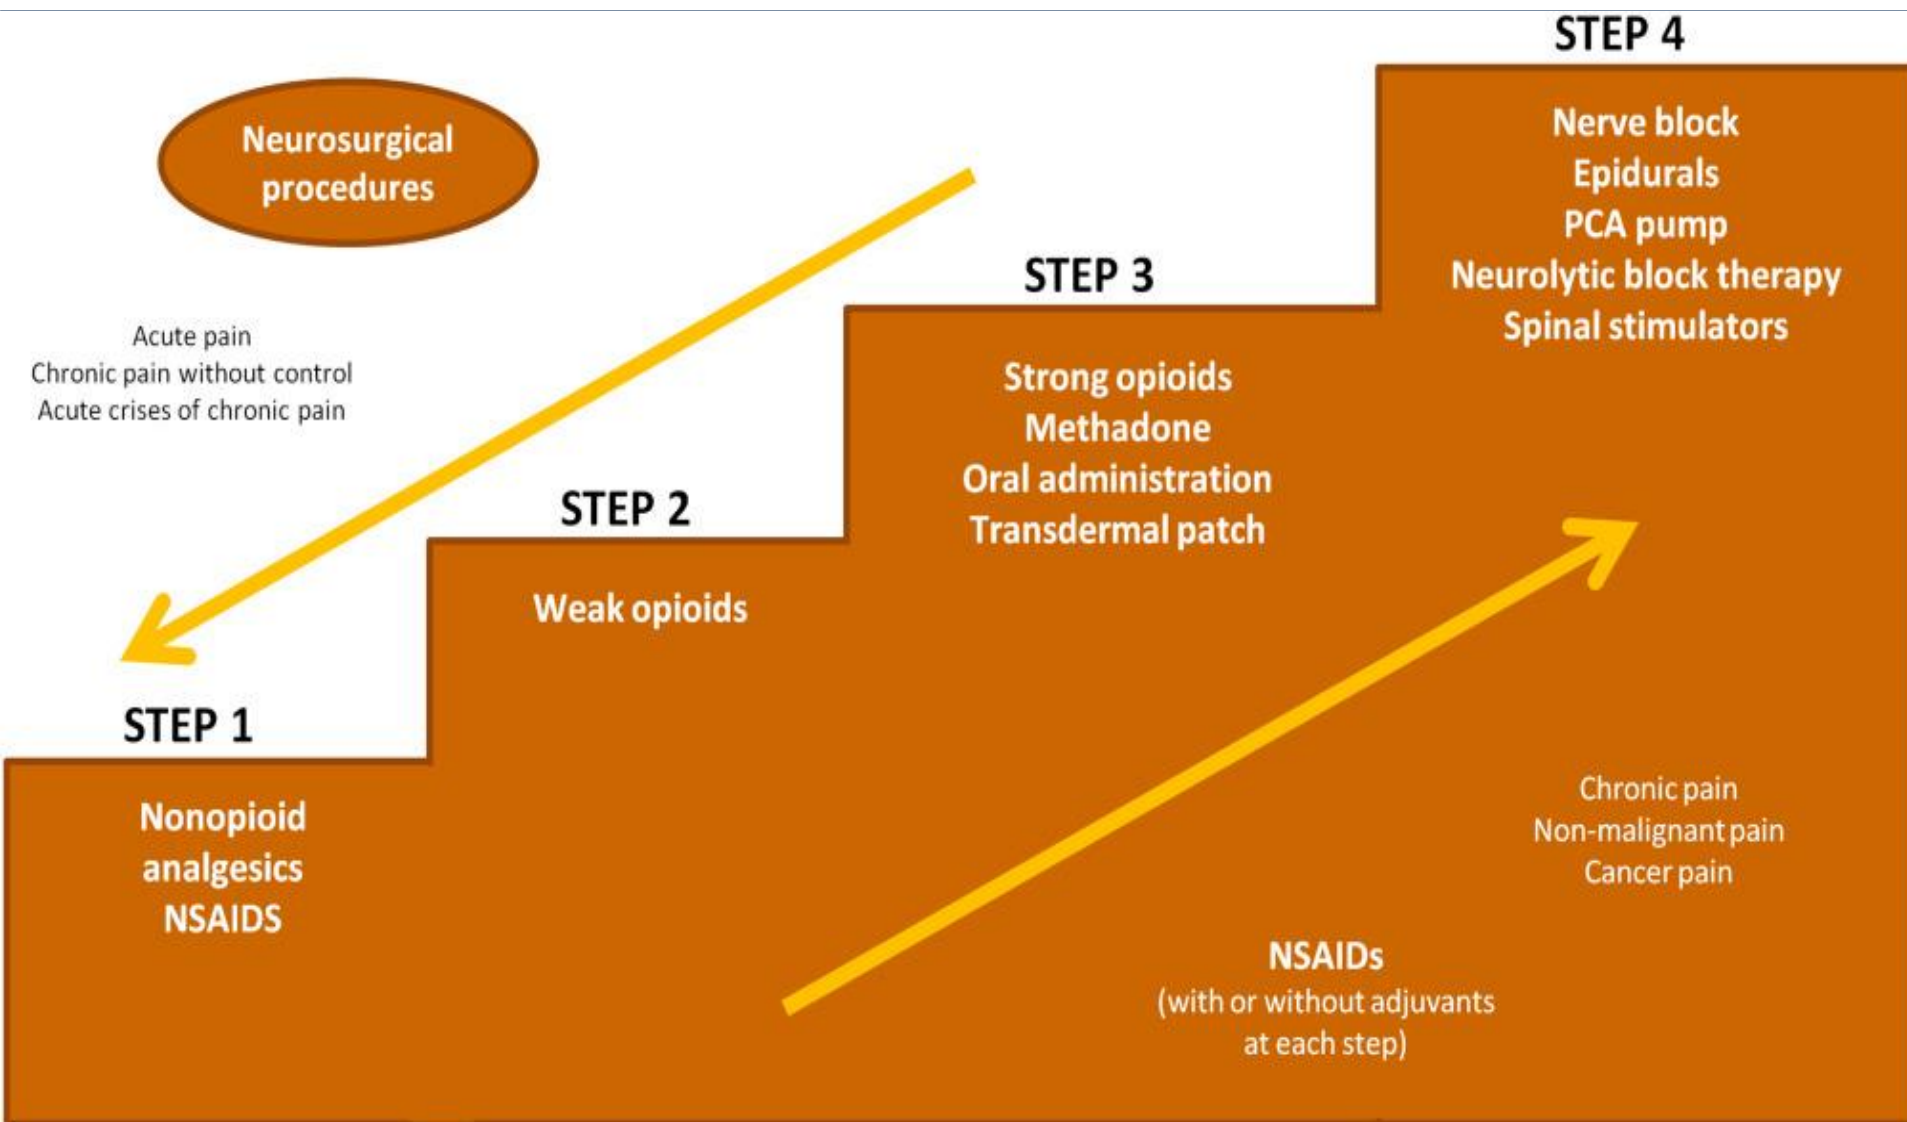 STEP 4
Nerve block
Epidurals
PCA pump
Neurolytic block therapy
Spinal stimulators
Neurosurgical
procedures
STEP 3
Strong opioids
Methadone
Oral administration
Transdermal patch
Acute pain
Chronic pain without control
Acute crises of chronic pain
STEP 2
Weak opioids
STEP 1
Nonopioid
analgesics
NSAIDS
Chronic pain
Non-malignant pain
Cancer pain
NSAIDs
(with or without adjuvants
at each step)